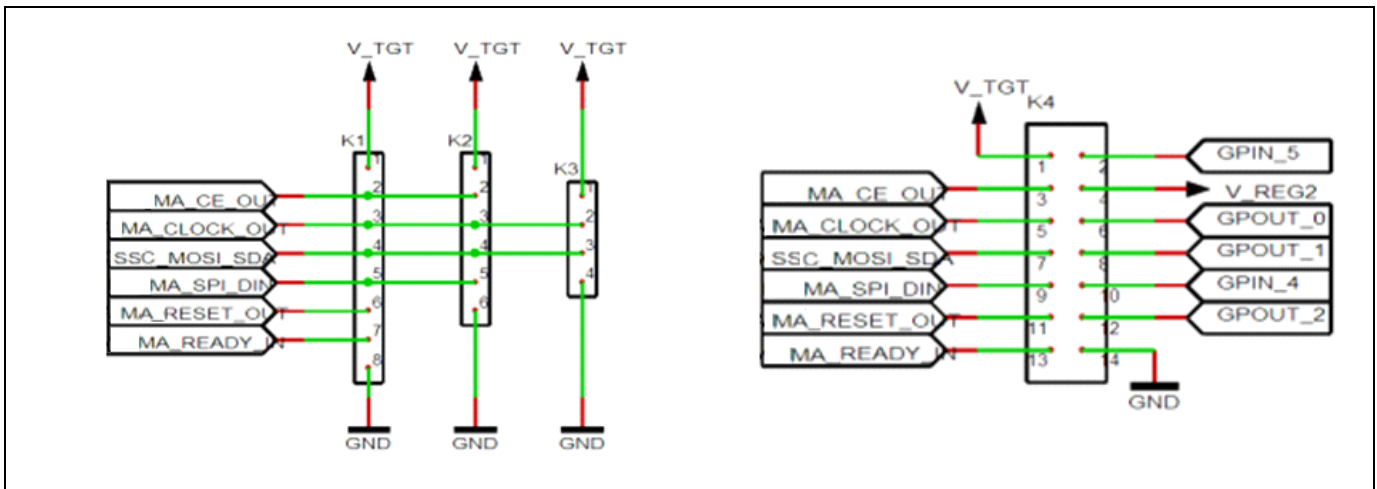 V_TGT V_TGT V_TGT
K1 K2 K3
1 1 1
MA_CE_OUT 2 2
MA_CLOCK_OUT 3 3 2
SSC_MOSI_SDA 4 4 3
MA_SPI_DIN 5 5 4
MA_RESET_OUT 6 6
MA_READY_IN 7
8
GND GND GND
V_TGT
K4
1 2 GPIN_5
MA_CE_OUT 3 4 V_REG2
MA_CLOCK_OUT 5 6 GPOUT_0
SSC_MOSI_SDA 7 8 GPOUT_1
MA_SPI_DIN 9 10 GPIN_4
MA_RESET_OUT 11 12 GPOUT_2
MA_READY_IN 13 14
GND